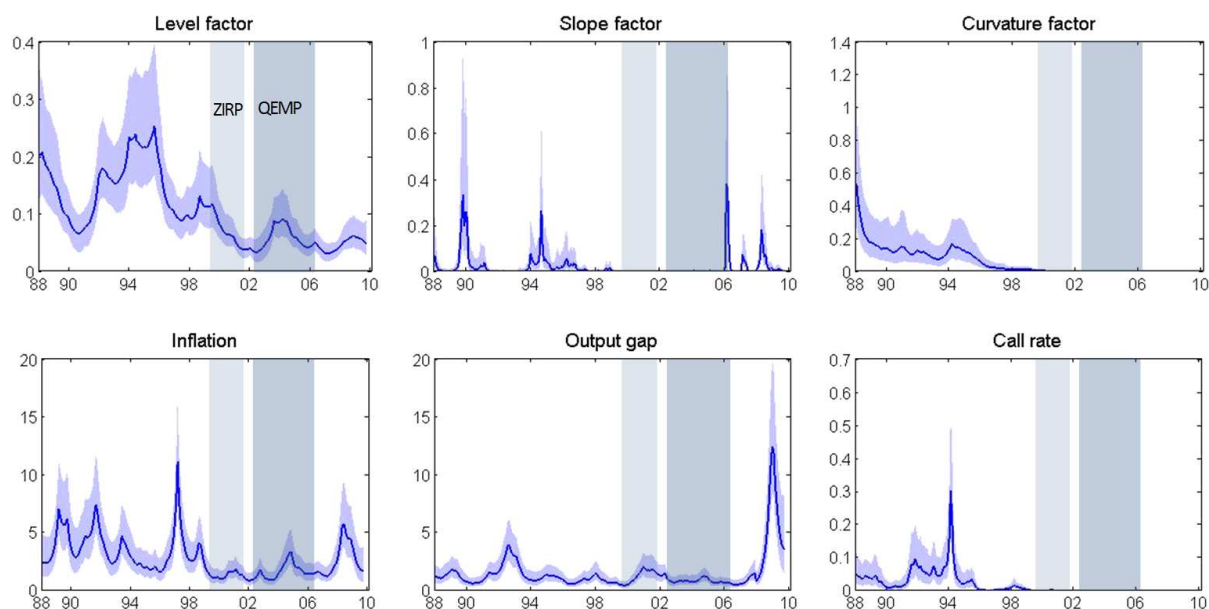 Level factor
0.4
0.3
0.2
0.1
0
88 90 94 98 02 06 10
ZIRP QEMP
Slope factor
1
0.8
0.6
0.4
0.2
0
88 90 94 98 02 06 10
Curvature factor
1.4
1.2
1
0.8
0.6
0.4
0.2
0
88 90 94 98 02 06 10
Inflation
20
15
10
5
0
88 90 94 98 02 06 10
Output gap
20
15
10
5
0
88 90 94 98 02 06 10
Call rate
0.7
0.6
0.5
0.4
0.3
0.2
0.1
0
88 90 94 98 02 06 10